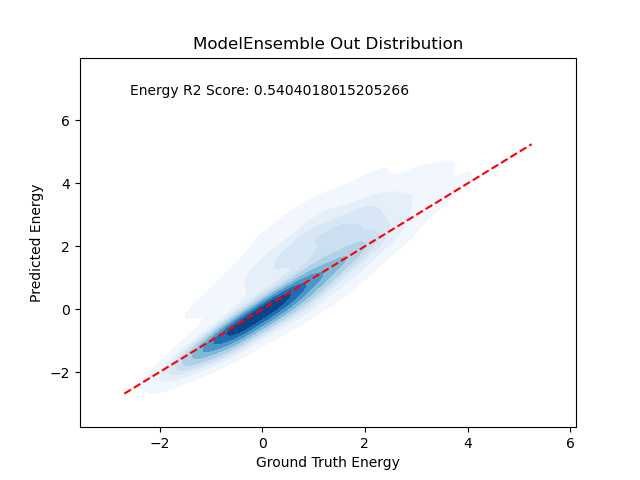 ModelEnsemble Out Distribution
Energy R2 Score: 0.5404018015205266
Predicted Energy
6
4
2
0
−2
−2 0 2 4 6
Ground Truth Energy